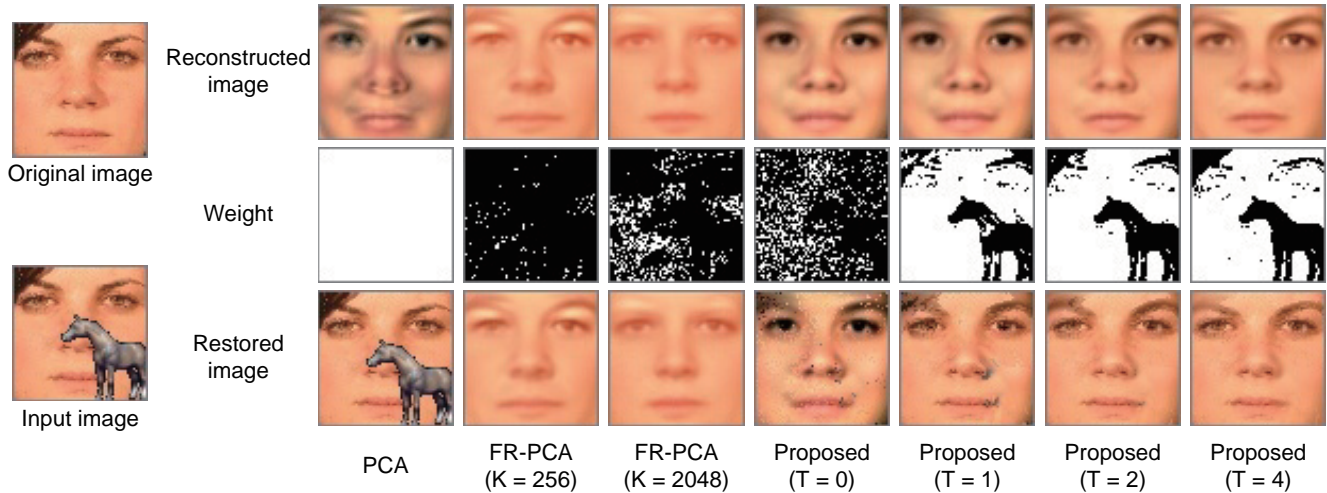 Original image
Input image
Reconstructed
image
Weight
Restored
image
PCA
FR-PCA
(K = 256)
FR-PCA
(K = 2048)
Proposed
(T = 0)
Proposed
(T = 1)
Proposed
(T = 2)
Proposed
(T = 4)